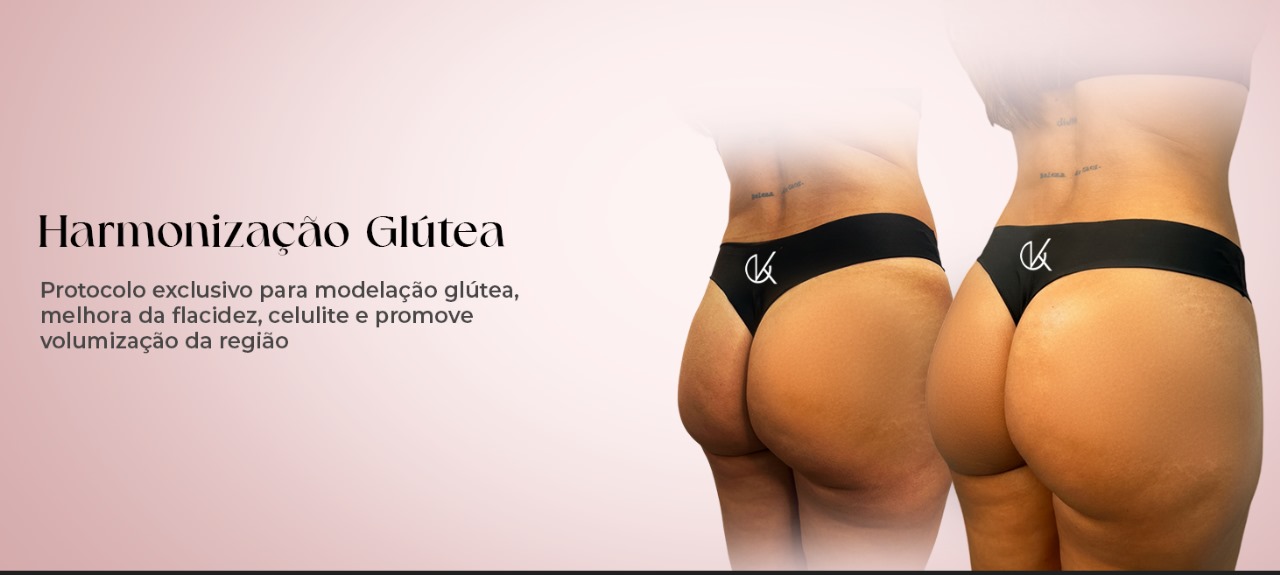 Harmonização Glútea
Protocolo exclusivo para modelação glútea,
melhora da flacidez, celulite e promove
volumização da região